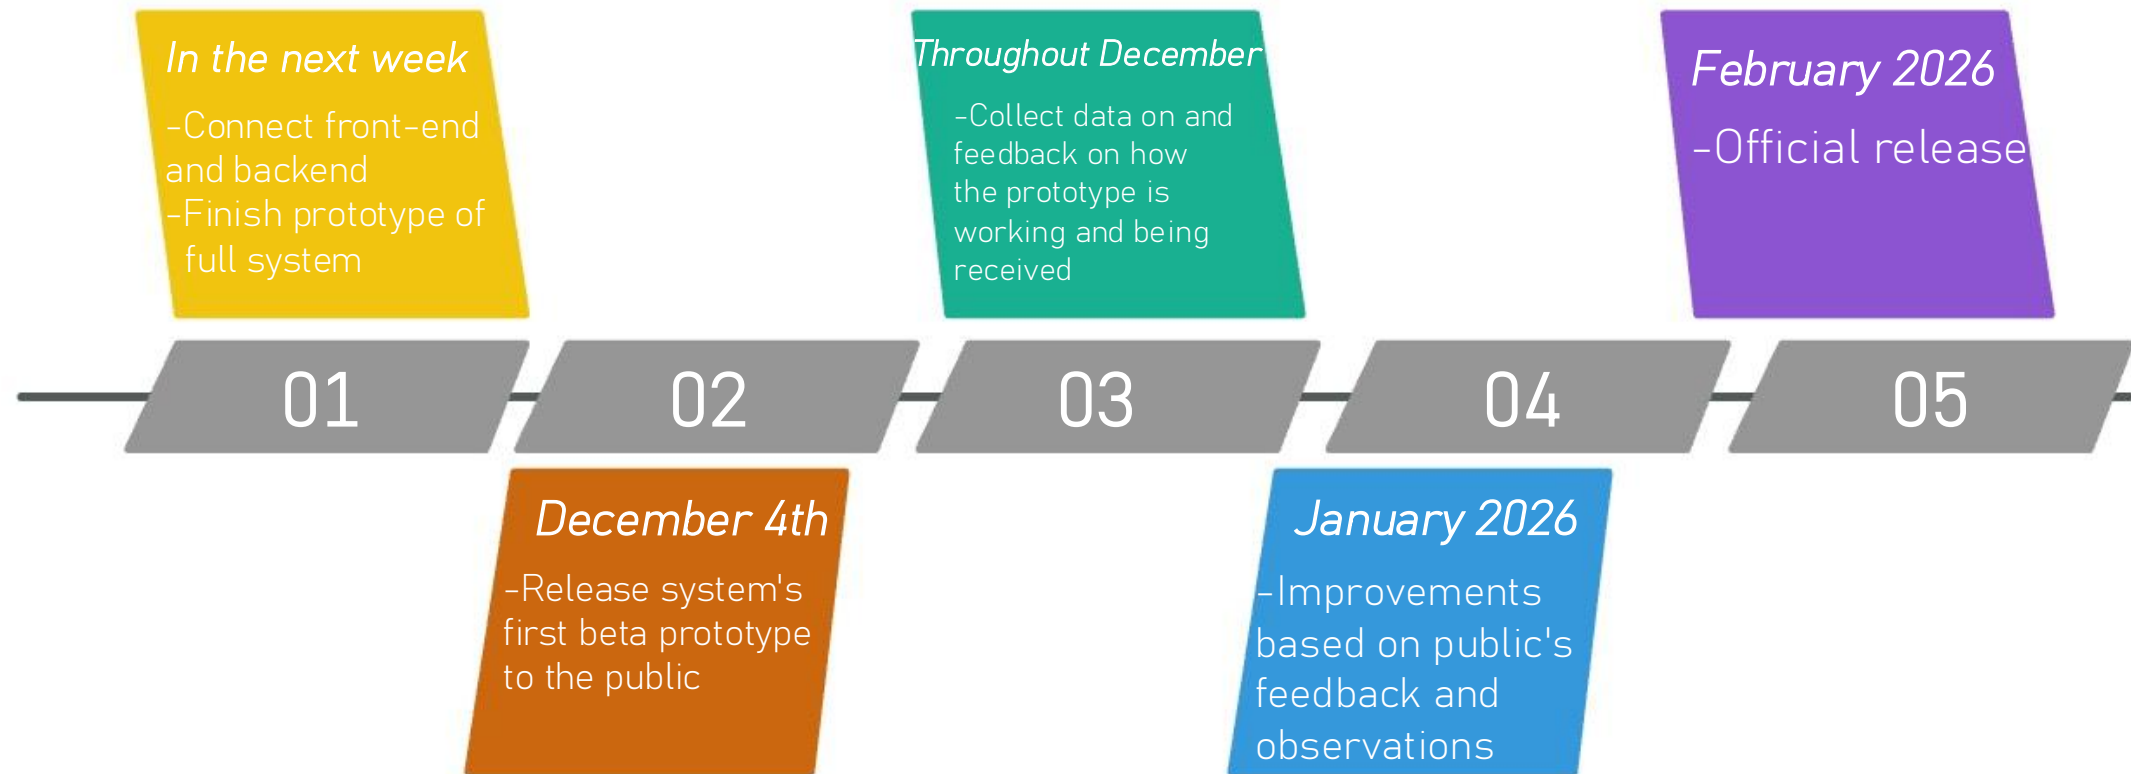 In the next week
-Connect front-end
and backend
-Finish prototype of
full system
Throughout December
-Collect data on and
feedback on how
the prototype is
working and being
received
February 2026
-Official release
01
02
03
04
05
December 4th
-Release system's
first beta prototype
to the public
January 2026
-Improvements
based on public's
feedback and
observations